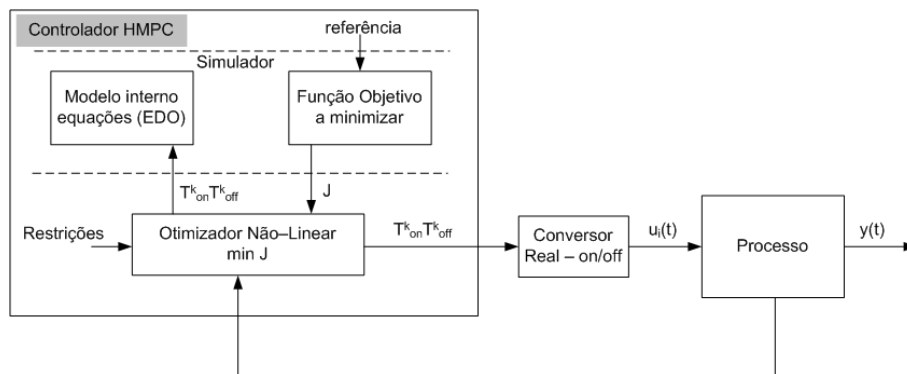 Controlador HMPC
referência
Simulador
Modelo interno
equações (EDO)
Função Objetivo
a minimizar
T^k_on T^k_off
J
Restrições
Otimizador Não–Linear
min J
T^k_on T^k_off
Conversor
Real – on/off
u_i(t)
Processo
y(t)